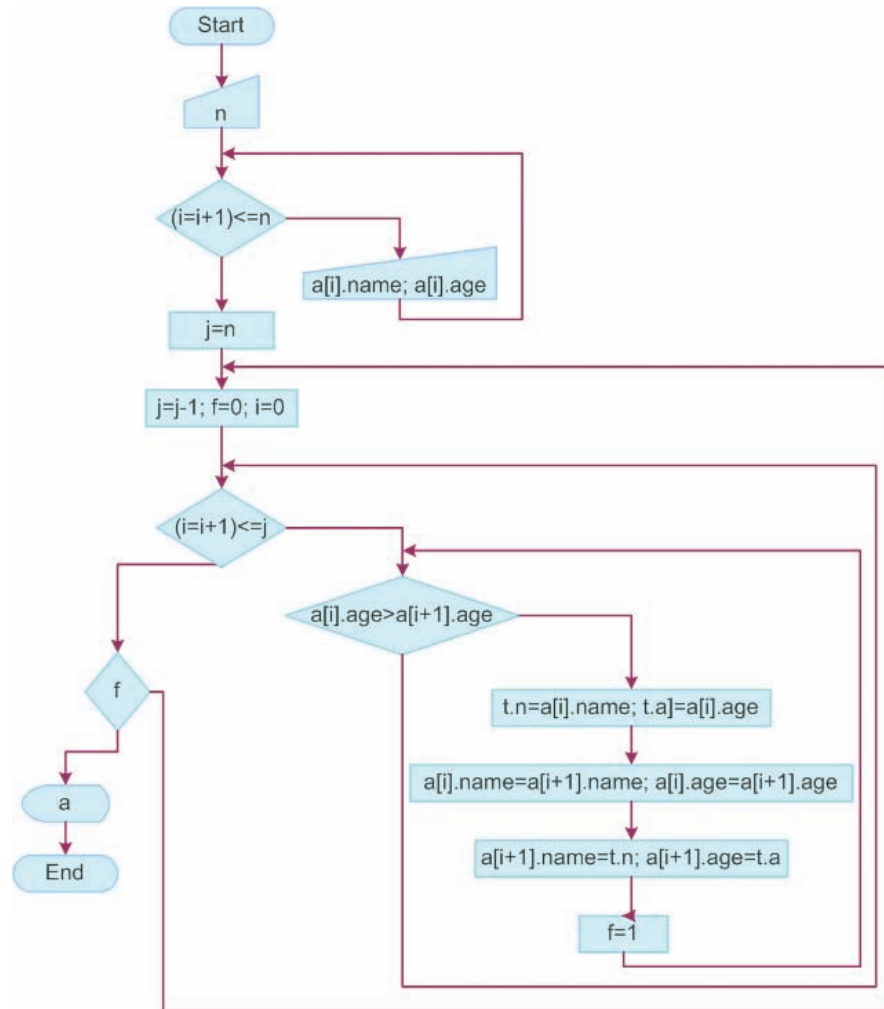 Start
n
(i=i+1)<=n
a[i].name; a[i].age
j=n
j=j-1; f=0; i=0
(i=i+1)<=j
a[i].age>a[i+1].age
f
t.n=a[i].name; t.a]=a[i].age
a[i].name=a[i+1].name; a[i].age=a[i+1].age
a[i+1].name=t.n; a[i+1].age=t.a
f=1
a
End